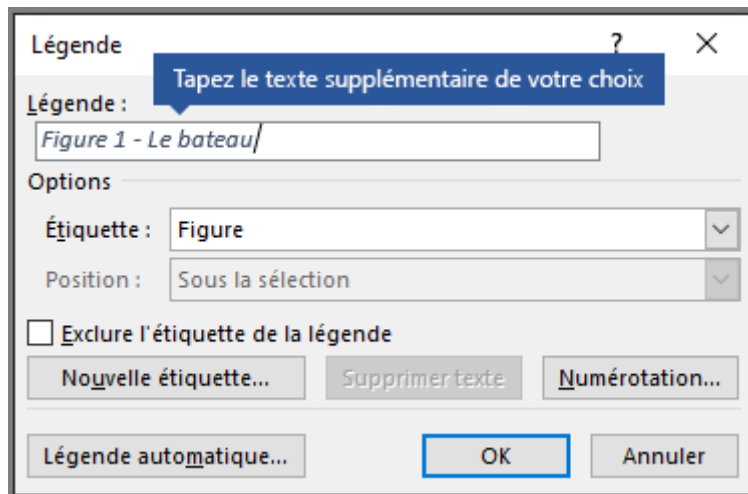 Légende ? ×
Tapez le texte supplémentaire de votre choix
Légende :
Figure 1 - Le bateau
Options
Étiquette : Figure
Position : Sous la sélection
Exclure l'étiquette de la légende
Nouvelle étiquette... Supprimer texte Numérotation...
Légende automatique... OK Annuler